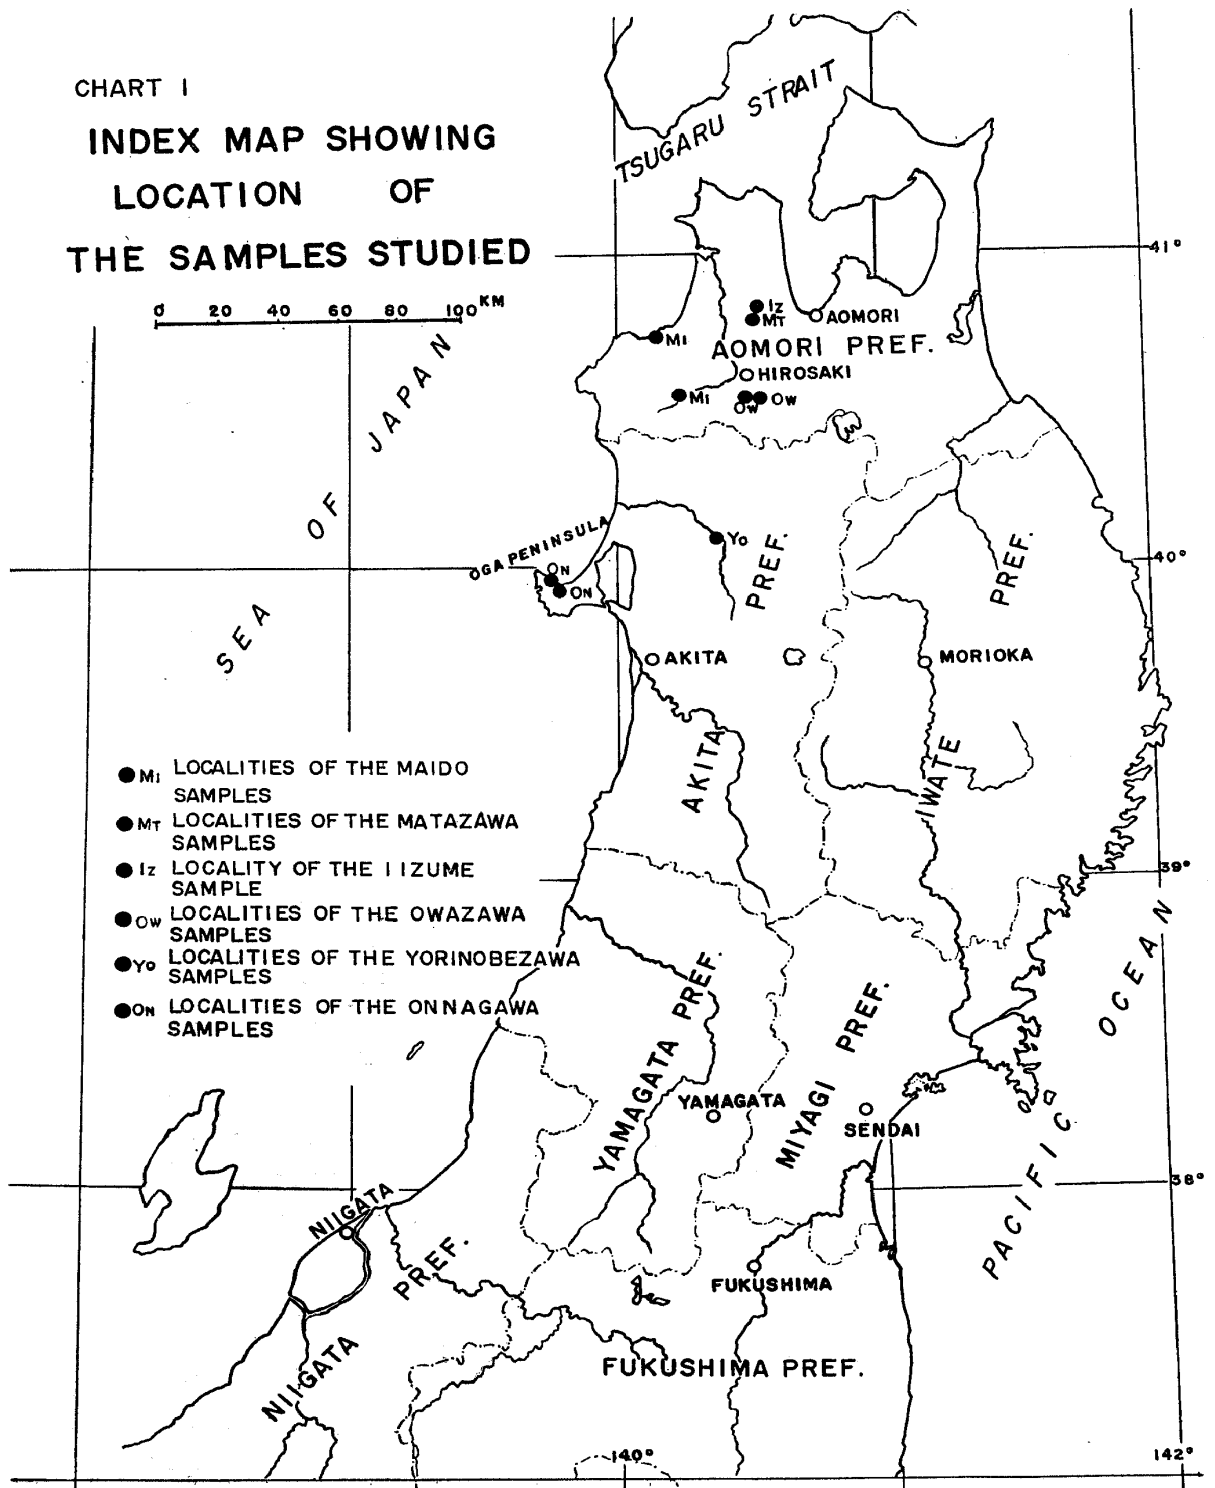 CHART 1
INDEX MAP SHOWING
LOCATION OF
THE SAMPLES STUDIED
0 20 40 60 80 100 KM
TSUGARU STRAIT
41°
Iz
MT
AOMORI
MI
AOMORI PREF.
HIROSAKI
MI
OW
OW
SEA OF JAPAN
OGA PENINSULA
YO
ON
ON
40°
AKITA
MORIOKA
AKITA PREF.
IWATE PREF.
MI LOCALITIES OF THE MAIDO
SAMPLES
MT LOCALITIES OF THE MATAZAWA
SAMPLES
IZ LOCALITY OF THE IIZUME
SAMPLE
OW LOCALITIES OF THE OWAZAWA
SAMPLES
YO LOCALITIES OF THE YORINOBEZAWA
SAMPLES
ON LOCALITIES OF THE ONNAGAWA
SAMPLES
39°
PACIFIC OCEAN
YAMAGATA PREF.
MIYAGI PREF.
YAMAGATA
SENDAI
38°
NIIGATA
NIIGATA PREF.
FUKUSHIMA
FUKUSHIMA PREF.
140°
142°